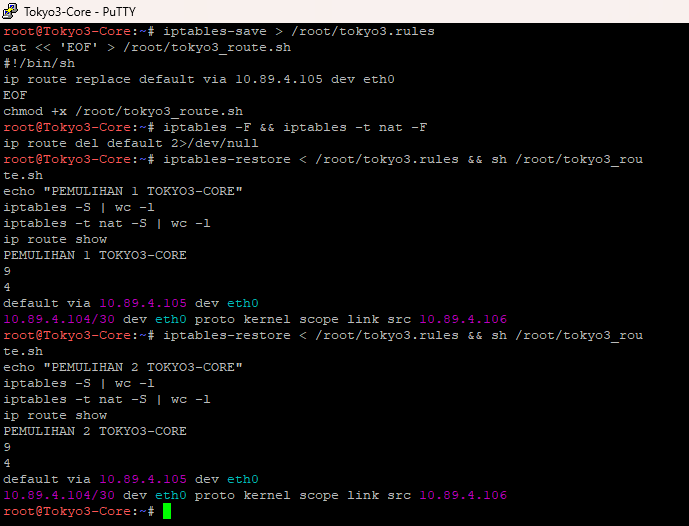 Tokyo3-Core - PuTTY
root@Tokyo3-Core:~# iptables-save > /root/tokyo3.rules
cat << 'EOF' > /root/tokyo3_route.sh
#!/bin/sh
ip route replace default via 10.89.4.105 dev eth0
EOF
chmod +x /root/tokyo3_route.sh
root@Tokyo3-Core:~# iptables -F && iptables -t nat -F
ip route del default 2>/dev/null
root@Tokyo3-Core:~# iptables-restore < /root/tokyo3.rules && sh /root/tokyo3_rou
te.sh
echo "PEMULIHAN 1 TOKYO3-CORE"
iptables -S | wc -l
iptables -t nat -S | wc -l
ip route show
PEMULIHAN 1 TOKYO3-CORE
9
4
default via 10.89.4.105 dev eth0
10.89.4.104/30 dev eth0 proto kernel scope link src 10.89.4.106
root@Tokyo3-Core:~# iptables-restore < /root/tokyo3.rules && sh /root/tokyo3_rou
te.sh
echo "PEMULIHAN 2 TOKYO3-CORE"
iptables -S | wc -l
iptables -t nat -S | wc -l
ip route show
PEMULIHAN 2 TOKYO3-CORE
9
4
default via 10.89.4.105 dev eth0
10.89.4.104/30 dev eth0 proto kernel scope link src 10.89.4.106
root@Tokyo3-Core:~#